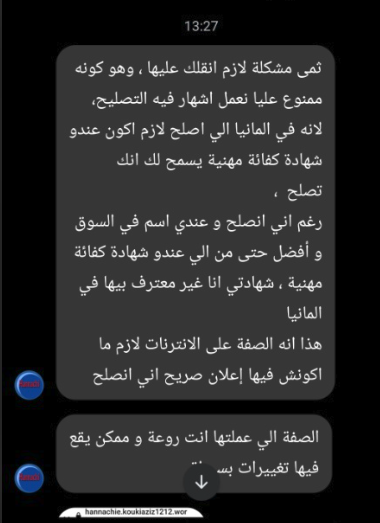 13:27
ثمى مشكلة لازم انقلك عليها ، وهو كونه
ممنوع عليا نعمل اشهار فيه التصليح،
لانه في المانيا الي اصلح لازم اكون عندو
شهادة كفائة مهنية يسمح لك انك
تصلح ،
رغم اني انصلح و عندي اسم في السوق
و أفضل حتى من الي عندو شهادة كفائة
مهنية ، شهادتي انا غير معترف بيها في
المانيا
هذا انه الصفة على الانترنات لازم ما
اكونش فيها إعلان صريح اني انصلح
الصفة الي عملتها انت روعة و ممكن يقع
فيها تغييرات
hannachie.koukiaziz1212.wor